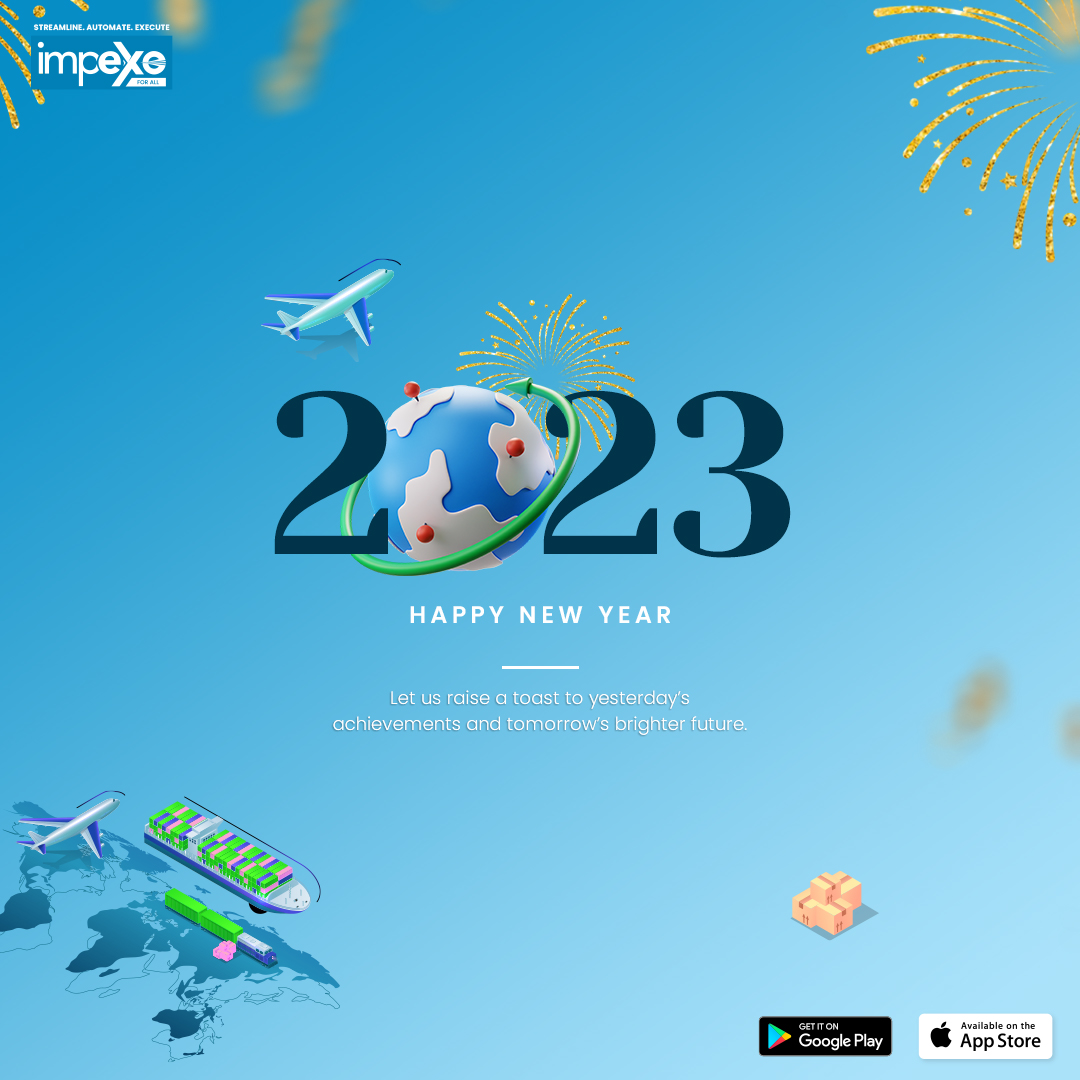 STREAMLINE. AUTOMATE. EXECUTE
impexe
FOR ALL
2023
HAPPY NEW YEAR
Let us raise a toast to yesterday’s
achievements and tomorrow’s brighter future.
GET IT ON
Google Play
Available on the
App Store